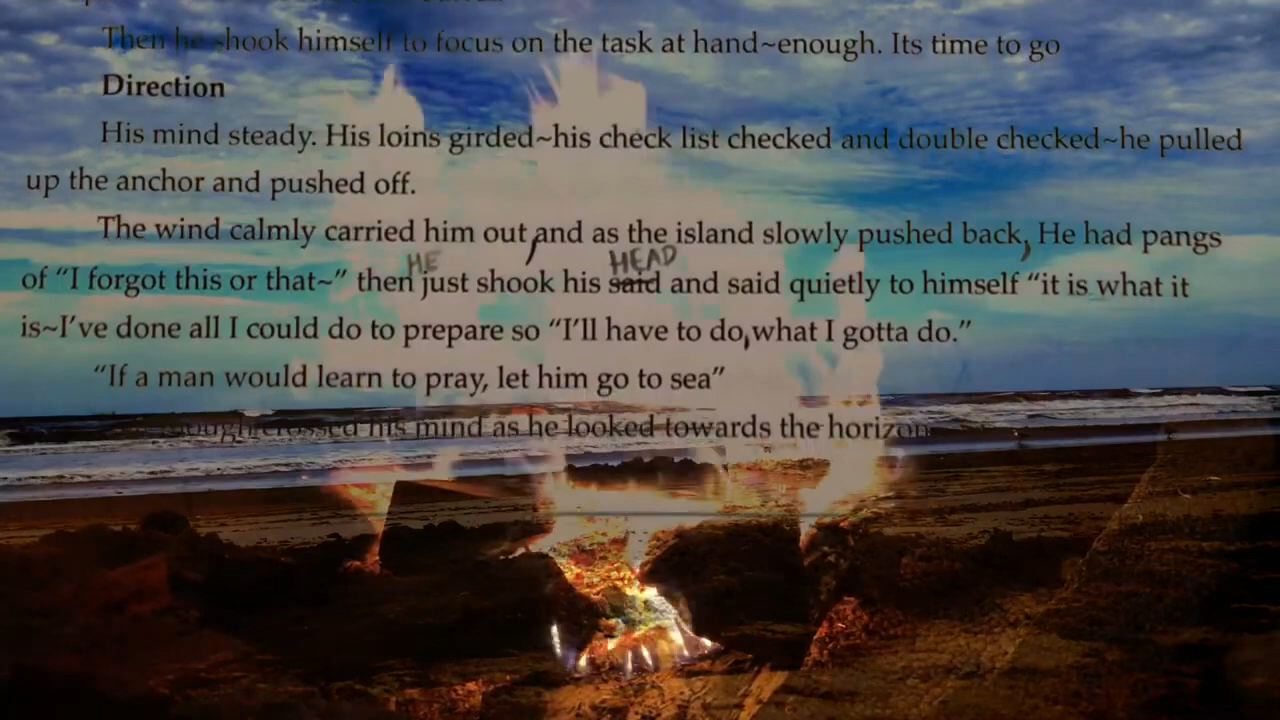 Then he shook himself to focus on the task at hand~enough. Its time to go
Direction
His mind steady. His loins girded~his check list checked and double checked~he pulled
up the anchor and pushed off.
The wind calmly carried him out, and as the island slowly pushed back, He had pangs
HE HEAD
of “I forgot this or that~” then just shook his said and said quietly to himself “it is what it
is~I’ve done all I could do to prepare so “I’ll have to do, what I gotta do.”
“If a man would learn to pray, let him go to sea”
crossed his mind as he looked towards the horizon